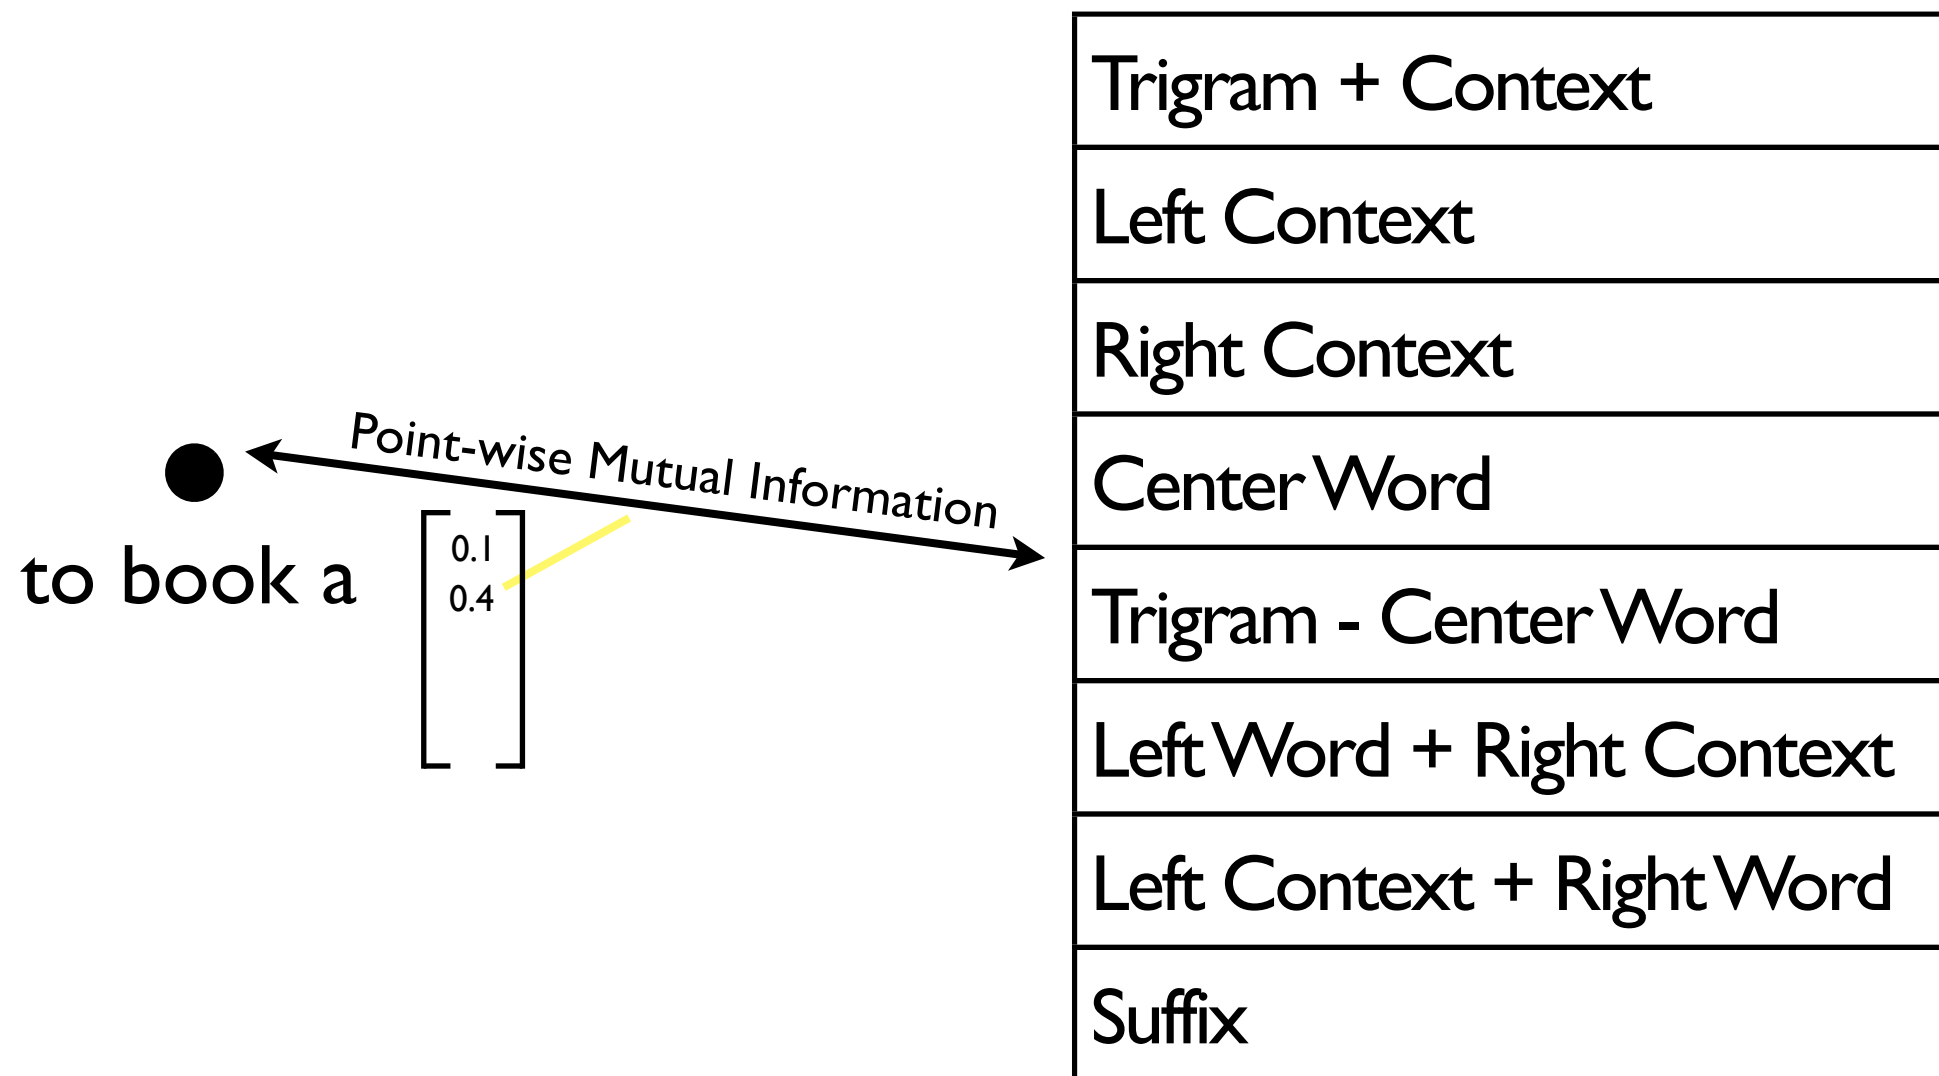 Trigram + Context
Left Context
Right Context
Point-wise Mutual Information
Center Word
to book a
0.1
0.4
Trigram - Center Word
Left Word + Right Context
Left Context + Right Word
Suffix